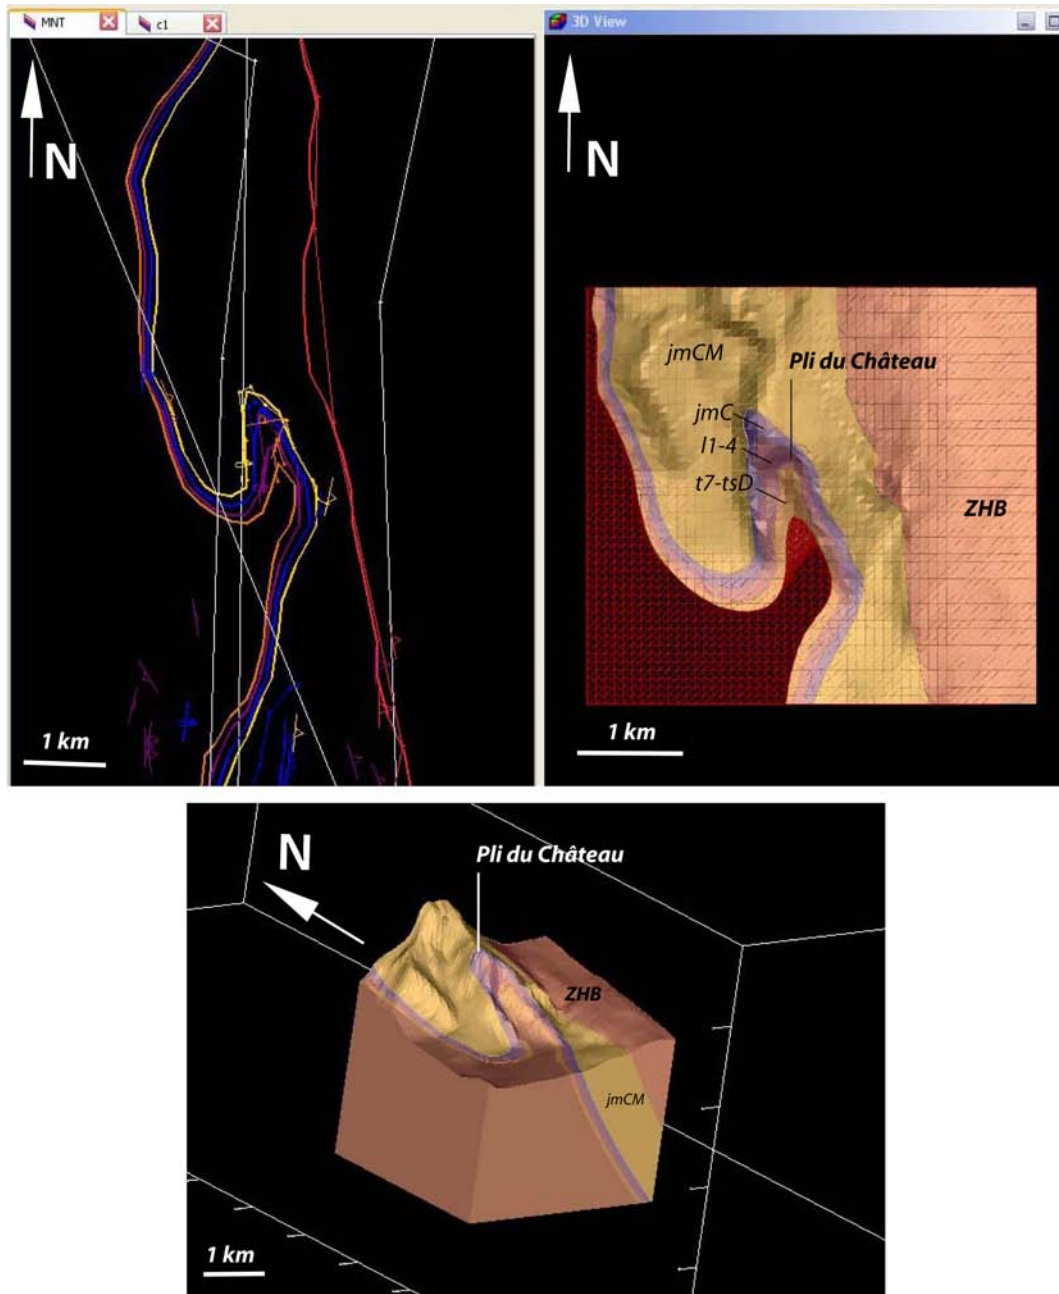 MNT
c1
N
1 km
3D View
N
jmCM
Pli du Château
jmC
l1-4
t7-tsD
ZHB
1 km
N
Pli du Château
ZHB
jmCM
1 km